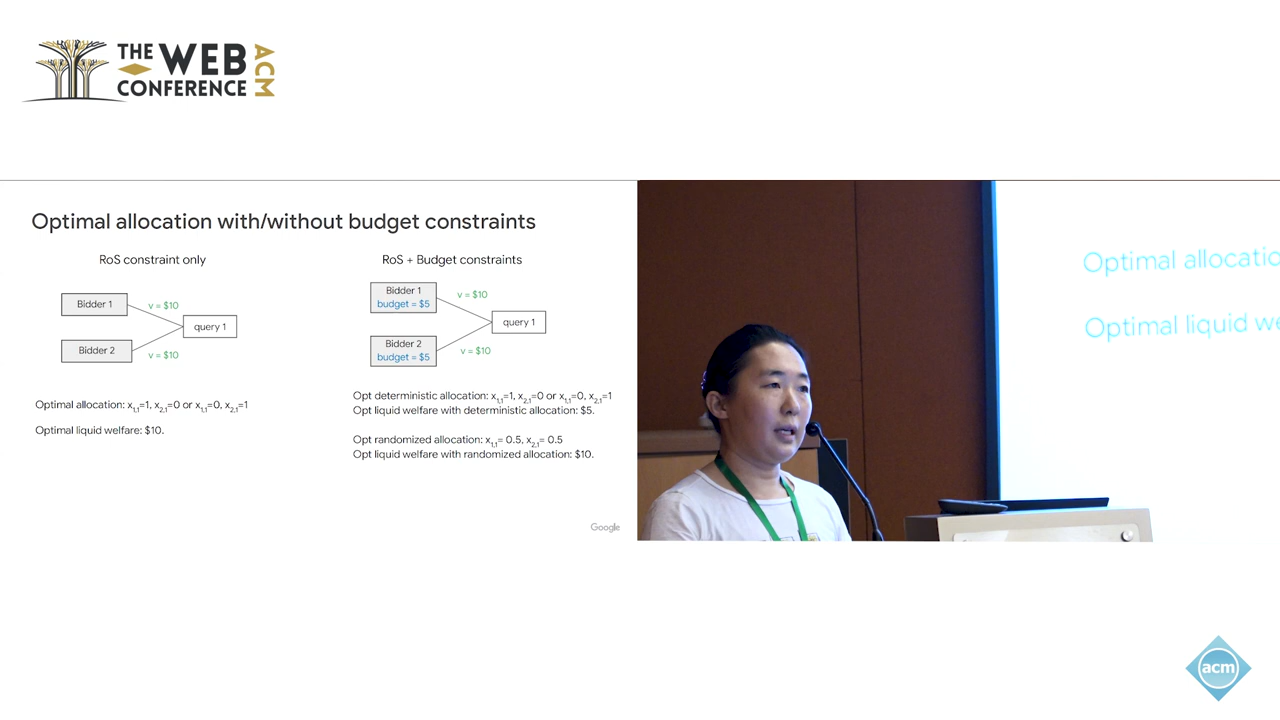 THE WEB
CONFERENCE
ACM
Optimal allocation with/without budget constraints
RoS constraint only
Bidder 1
v = $10
query 1
Bidder 2
v = $10
Optimal allocation: x1,1=1, x2,1=0 or x1,1=0, x2,1=1
Optimal liquid welfare: $10.
RoS + Budget constraints
Bidder 1
budget = $5
v = $10
query 1
Bidder 2
budget = $5
v = $10
Opt deterministic allocation: x1,1=1, x2,1=0 or x1,1=0, x2,1=1
Opt liquid welfare with deterministic allocation: $5.
Opt randomized allocation: x1,1= 0.5, x2,1= 0.5
Opt liquid welfare with randomized allocation: $10.
Google
Optimal allocatio
Optimal liquid we
acm